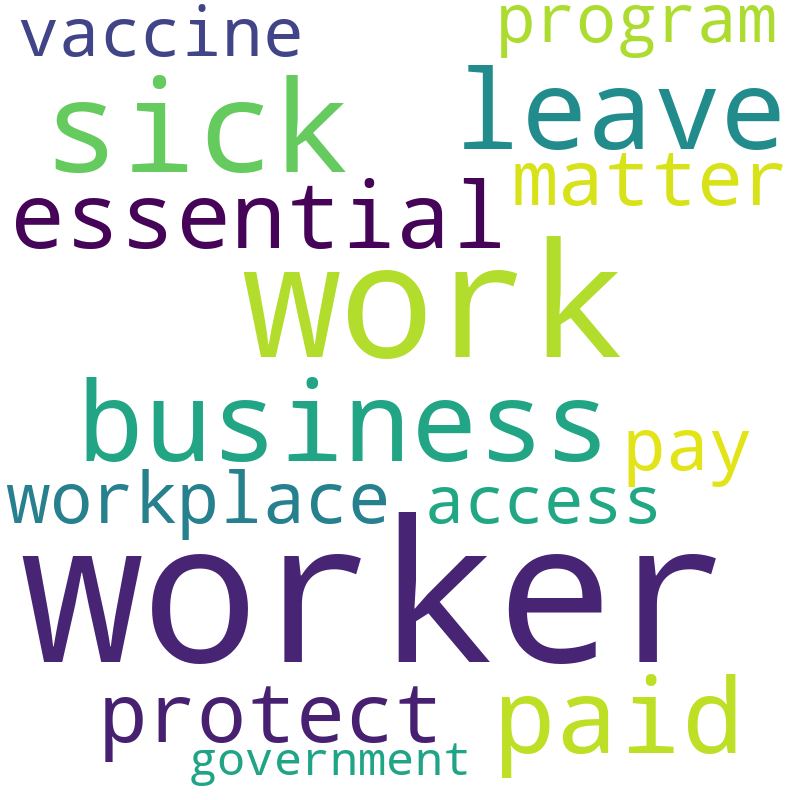 vaccine
program
sick
leave
matter
essential
work
business
pay
workplace
access
worker
protect
paid
government